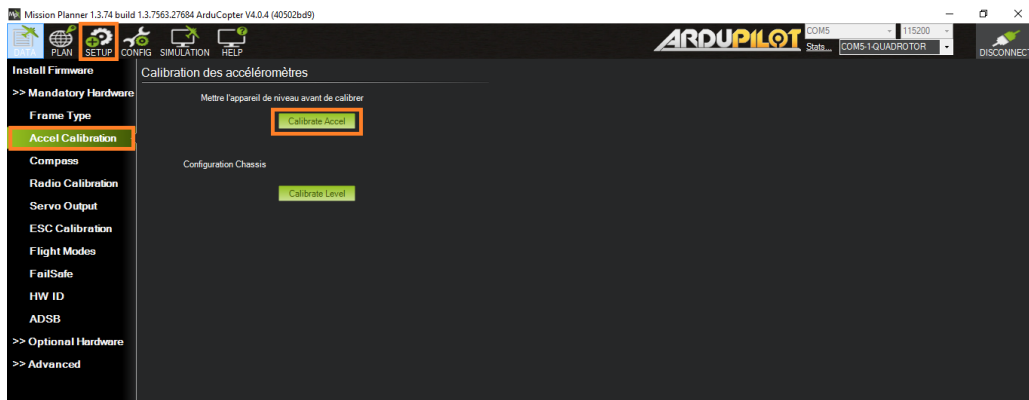 Mission Planner 1.3.74 build 1.3.7563.27684 ArduCopter V4.0.4 (40502bd9)
DATA PLAN SETUP CONFIG SIMULATION HELP
ARDUPILOT
COM5 115200
Stats... COM5-1-QUADROTOR
DISCONNECT
Install Firmware
Calibration des accéléromètres
>> Mandatory Hardware
Mettre l'appareil de niveau avant de calibrer
Frame Type
Calibrate Accel
Accel Calibration
Compass
Configuration Chassis
Radio Calibration
Calibrate Level
Servo Output
ESC Calibration
Flight Modes
FailSafe
HW ID
ADSB
>> Optional Hardware
>> Advanced